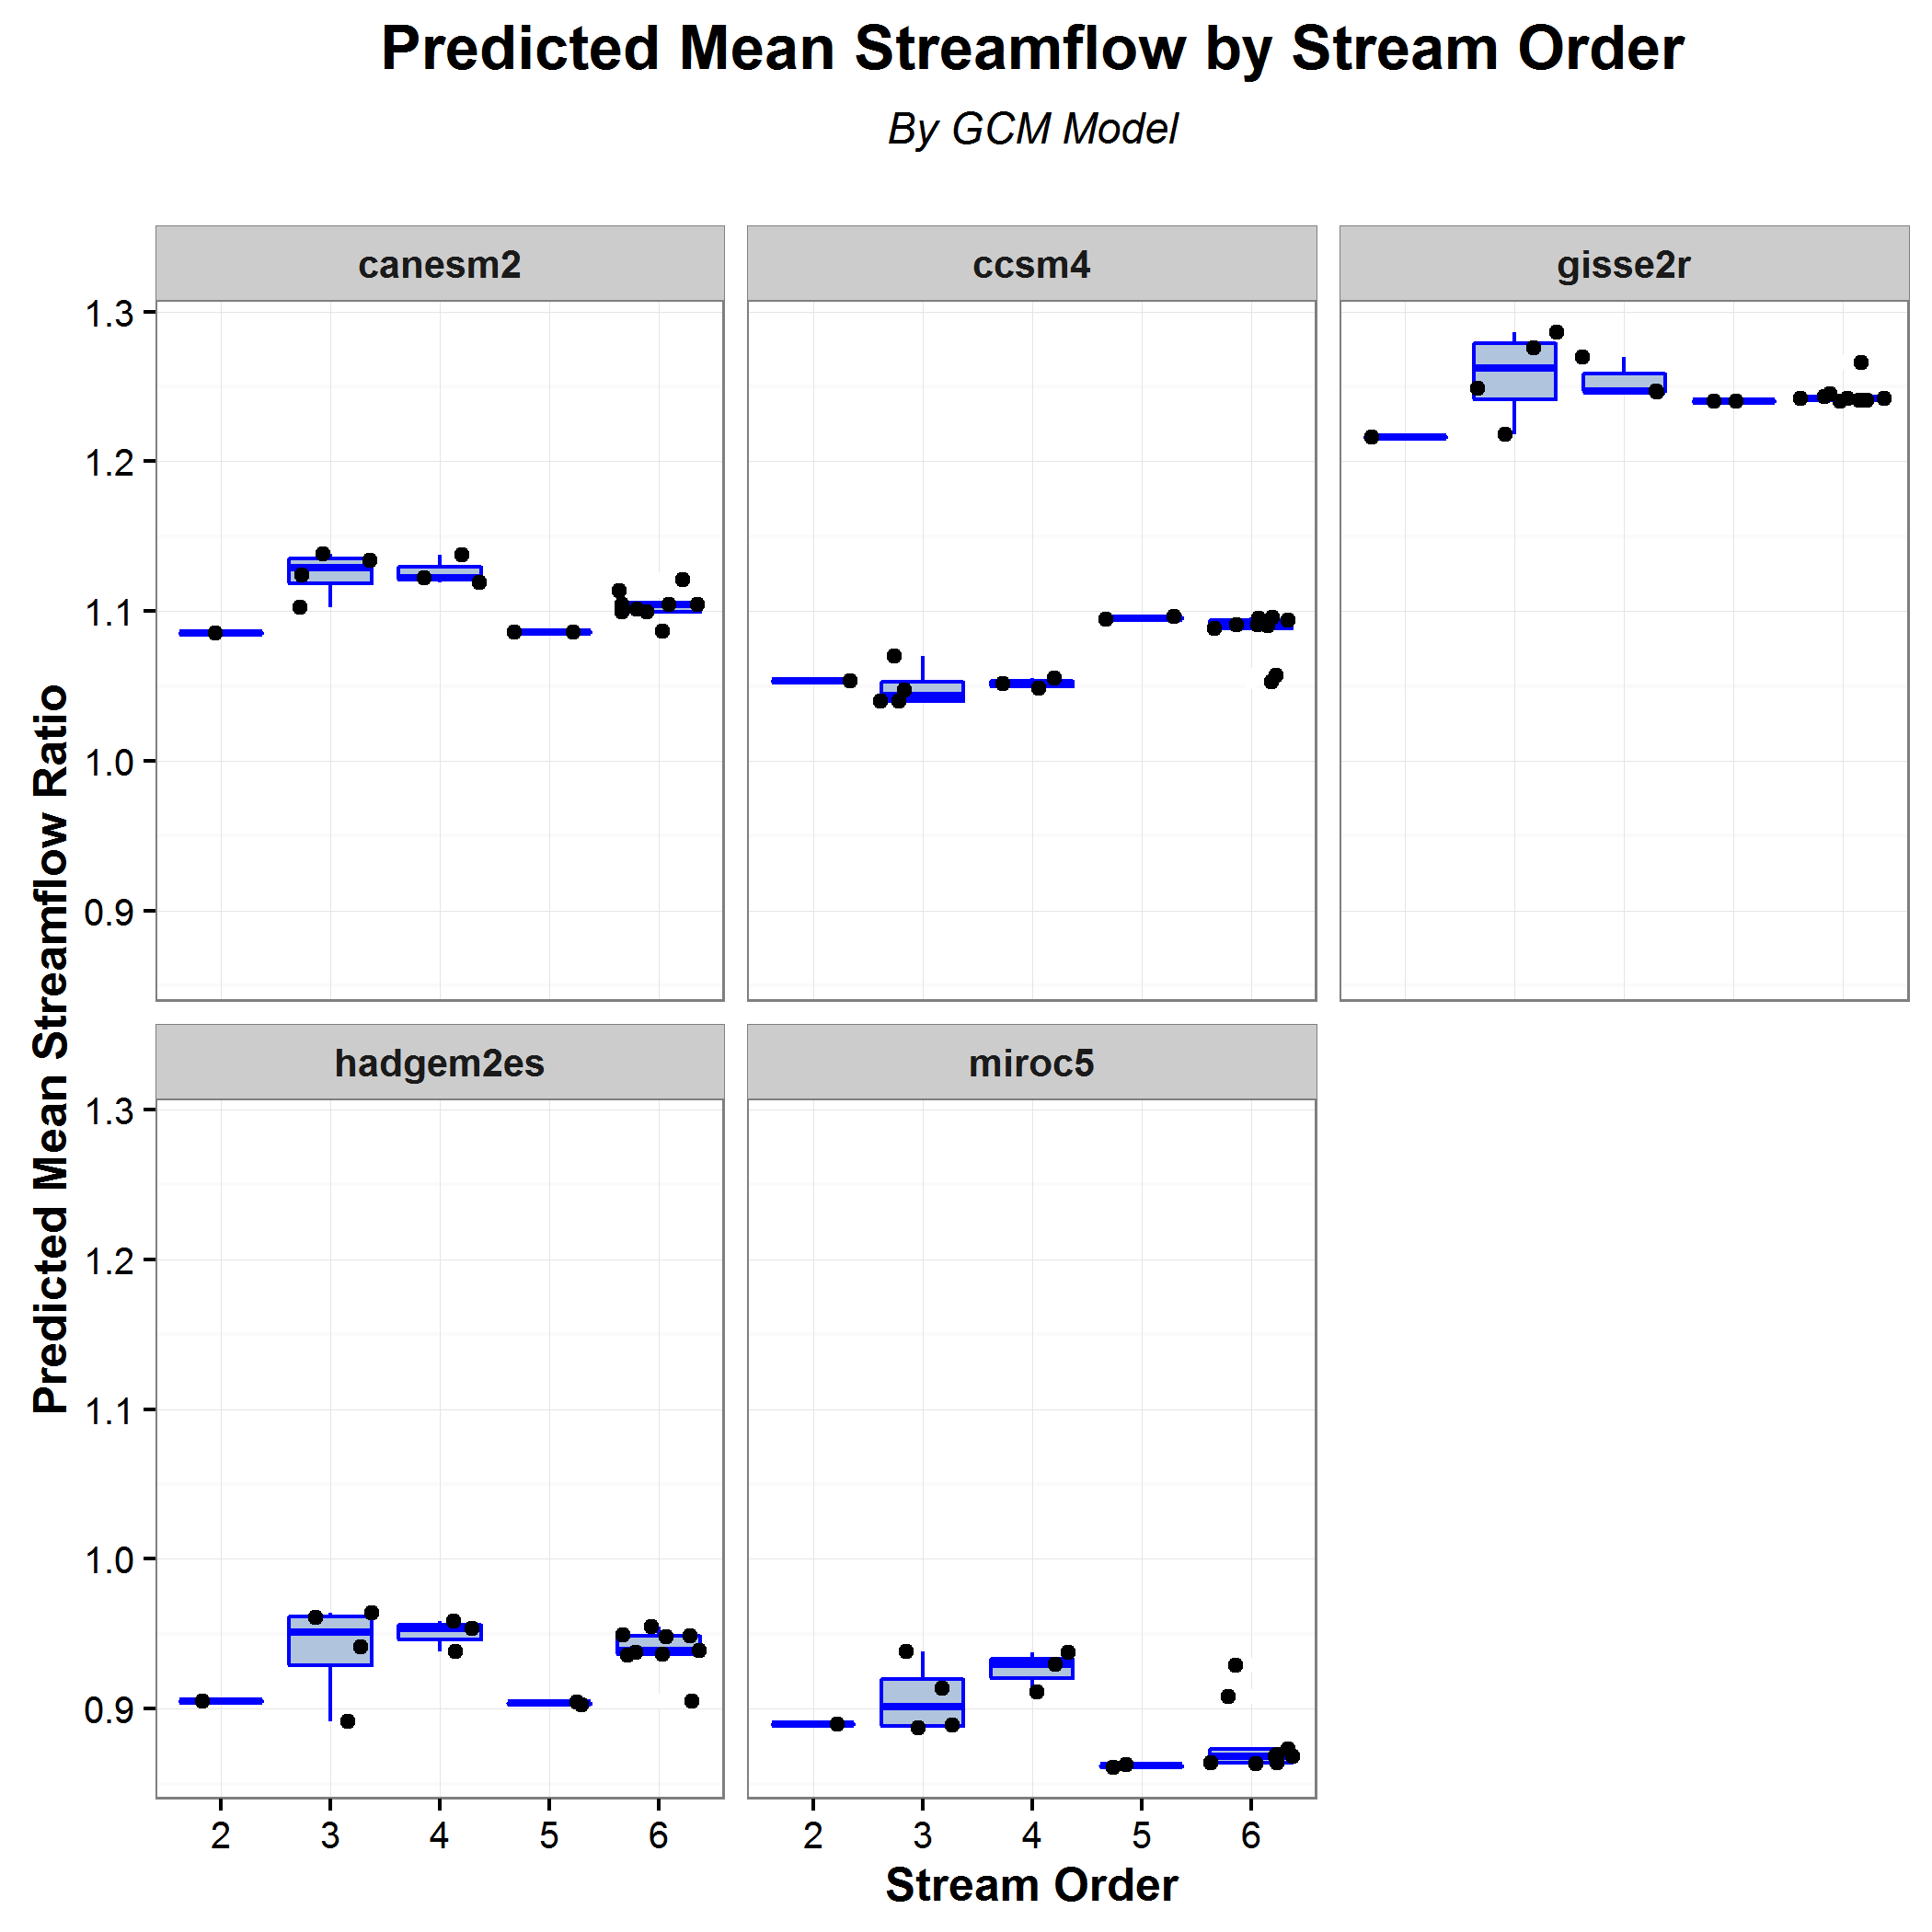 Predicted Mean Streamflow by Stream Order
By GCM Model
canesm2
ccsm4
gisse2r
1.3
1.2
1.1
1.0
0.9
Predicted Mean Streamflow Ratio
hadgem2es
miroc5
1.3
1.2
1.1
1.0
0.9
2 3 4 5 6
2 3 4 5 6
Stream Order